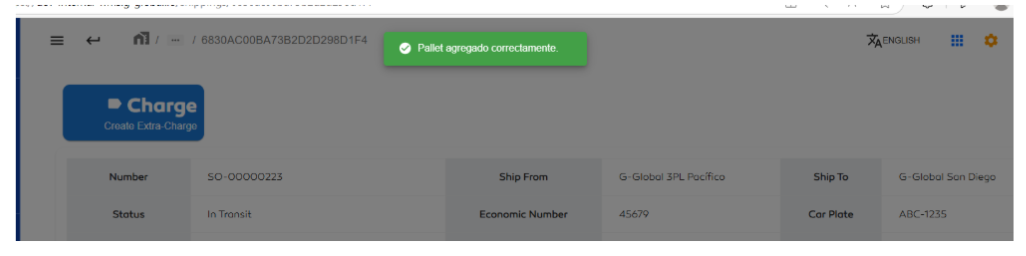 / ... / 6830AC00BA73B2D2D298D1F4
Pallet agregado correctamente.
ENGLISH
Charge
Create Extra-Charge
Number SO-00000223 Ship From G-Global 3PL Pacífico Ship To G-Global San Diego
Status In Transit Economic Number 45679 Car Plate ABC-1235